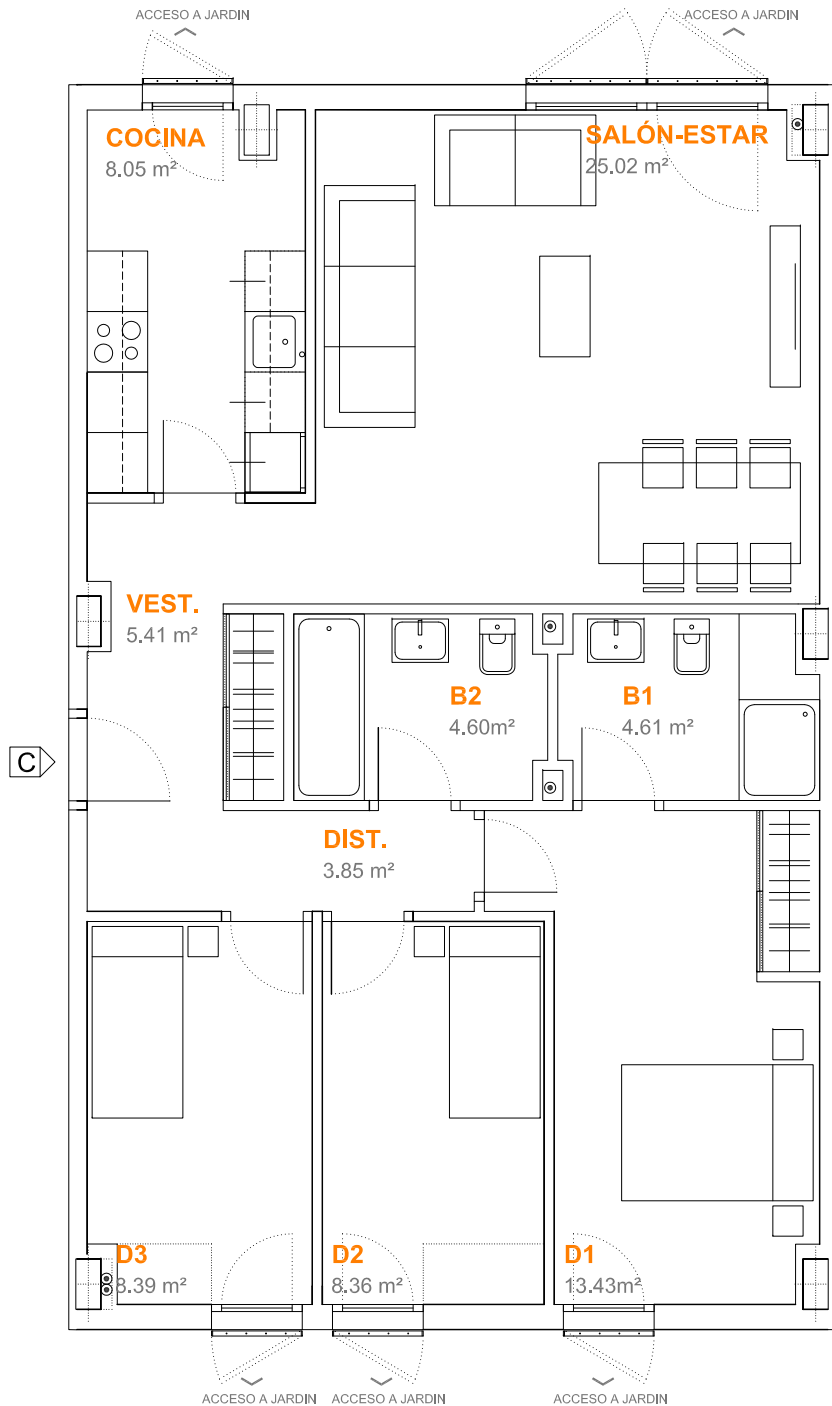 ACCESO A JARDIN
ACCESO A JARDIN
COCINA
8.05 m²
SALÓN-ESTAR
25.02 m²
VEST.
5.41 m²
B2
4.60m²
B1
4.61 m²
C
DIST.
3.85 m²
D3
8.39 m²
D2
8.36 m²
D1
13.43m²
ACCESO A JARDIN
ACCESO A JARDIN
ACCESO A JARDIN